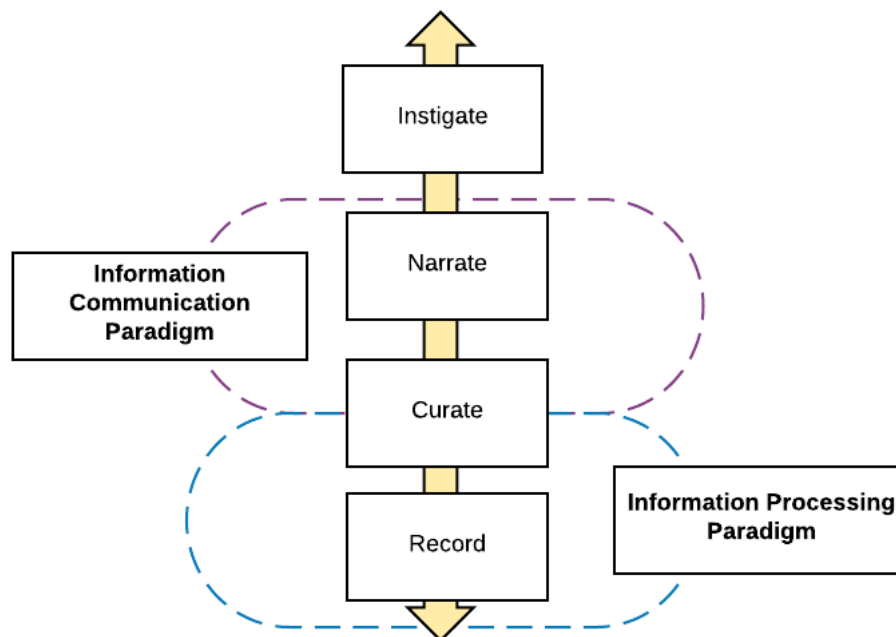 Instigate
Narrate
Information
Communication
Paradigm
Curate
Information Processing
Paradigm
Record